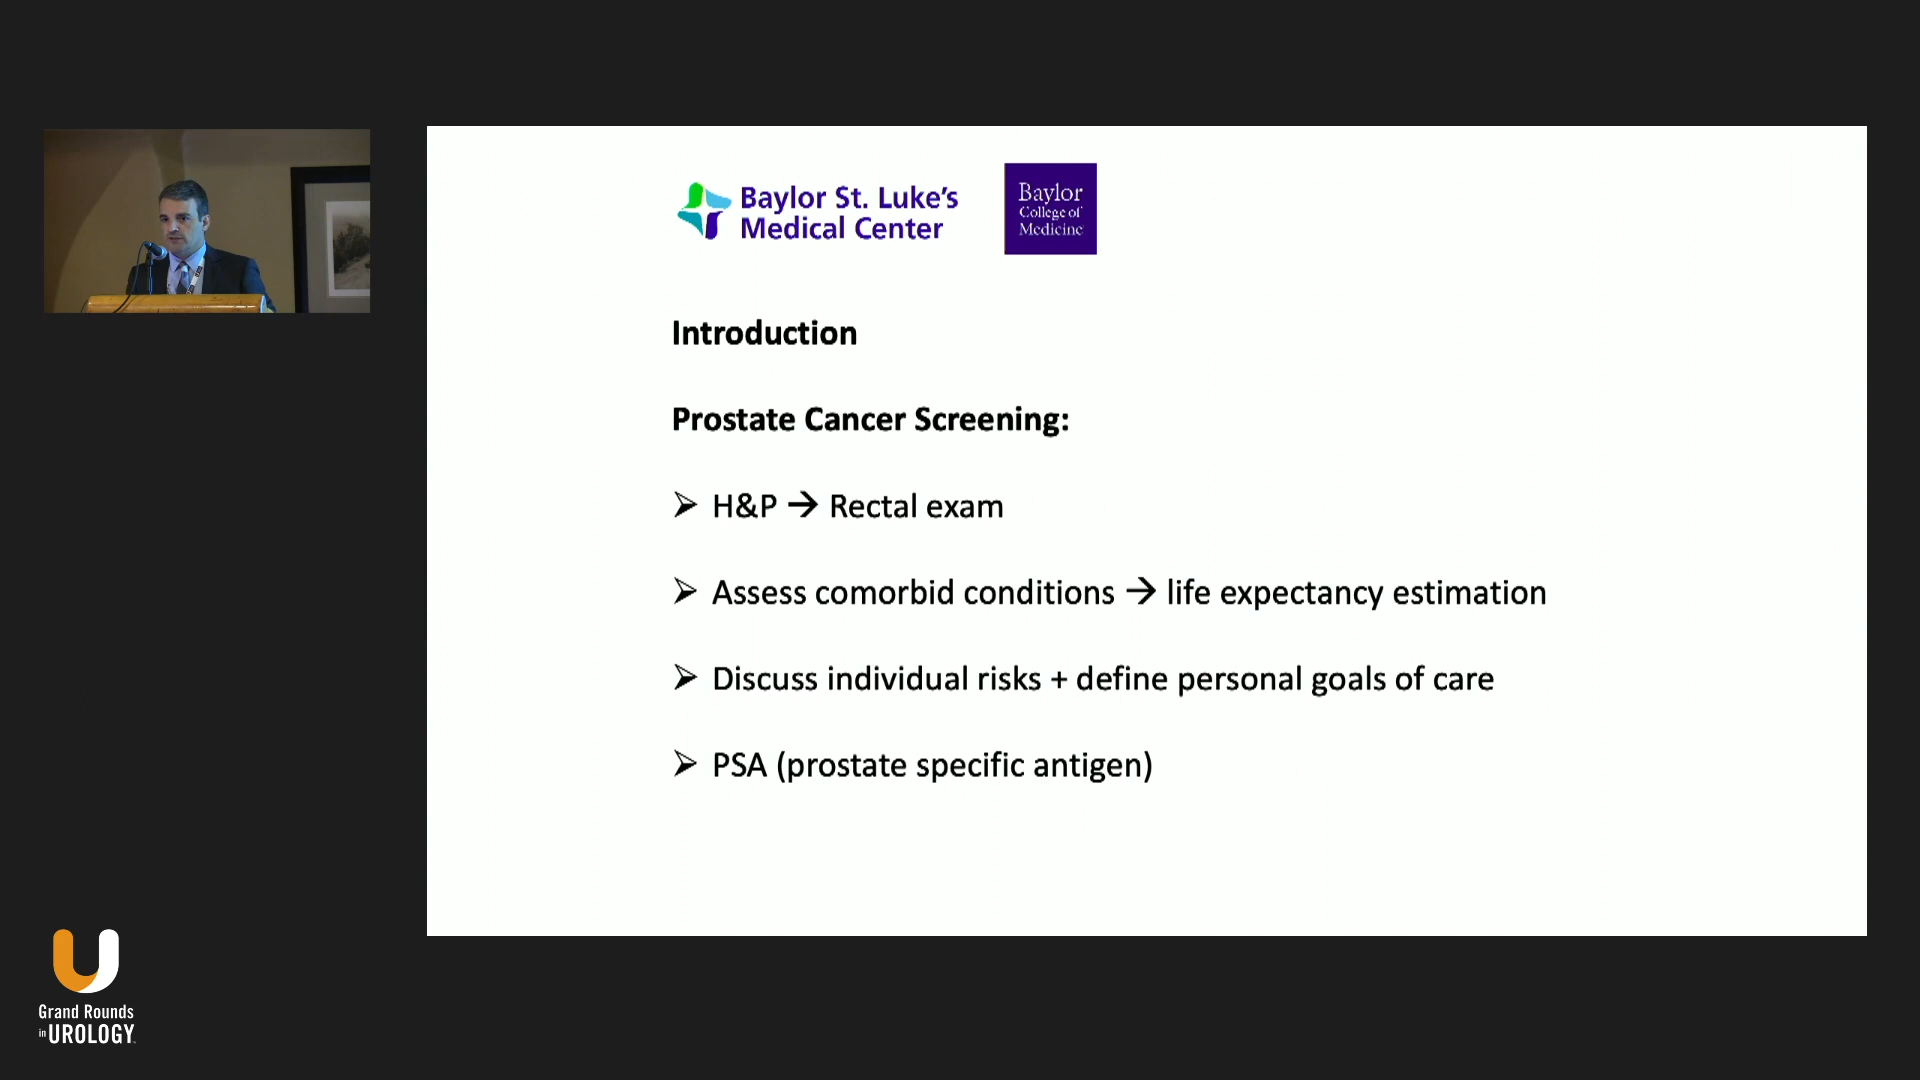 Baylor St. Luke's
Medical Center
Baylor
College of
Medicine
Introduction
Prostate Cancer Screening:
➢ H&P → Rectal exam
➢ Assess comorbid conditions → life expectancy estimation
➢ Discuss individual risks + define personal goals of care
➢ PSA (prostate specific antigen)
Grand Rounds
in UROLOGY